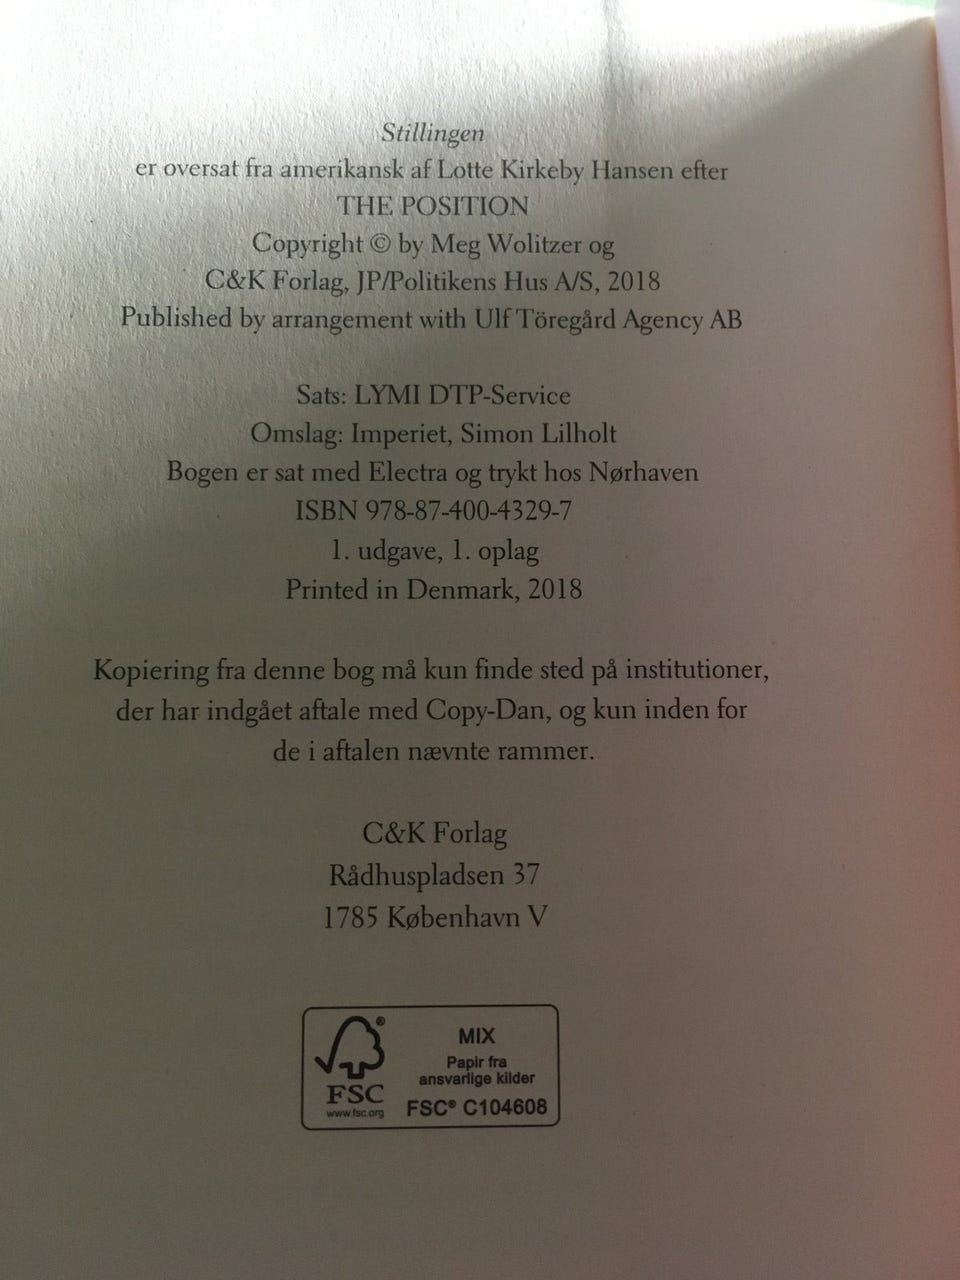 Stillingen
er oversat fra amerikansk af Lotte Kirkeby Hansen efter
THE POSITION
Copyright © by Meg Wolitzer og
C&K Forlag, JP/Politikens Hus A/S, 2018
Published by arrangement with Ulf Töregård Agency AB
Sats: LYMI DTP-Service
Omslag: Imperiet, Simon Lilholt
Bogen er sat med Electra og trykt hos Nørhaven
ISBN 978-87-400-4329-7
1. udgave, 1. oplag
Printed in Denmark, 2018
Kopiering fra denne bog må kun finde sted på institutioner,
der har indgået aftale med Copy-Dan, og kun inden for
de i aftalen nævnte rammer.
C&K Forlag
Rådhuspladsen 37
1785 København V
®
FSC
www.fsc.org
MIX
Papir fra
ansvarlige kilder
FSC® C104608